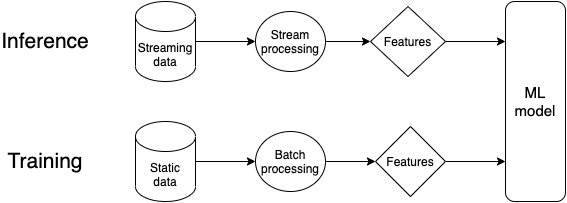 Inference
Streaming
data
Stream
processing
Features
ML
model
Training
Static
data
Batch
processing
Features